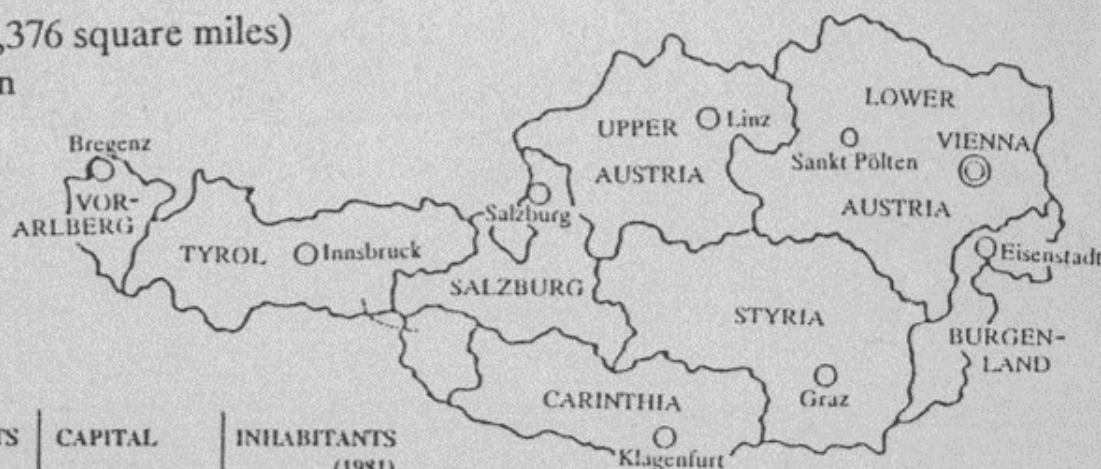 ,376 square miles)
n
LOWER
UPPER
Linz
VIENNA
Bregenz
Sankt Pölten
AUSTRIA
VOR-
ARLBERG
Salzburg
AUSTRIA
TYROL
Innsbruck
Eisenstadt
SALZBURG
STYRIA
BURGEN-
LAND
CARINTHIA
Graz
TS
CAPITAL
INHABITANTS
(1981)
Klagenfurt